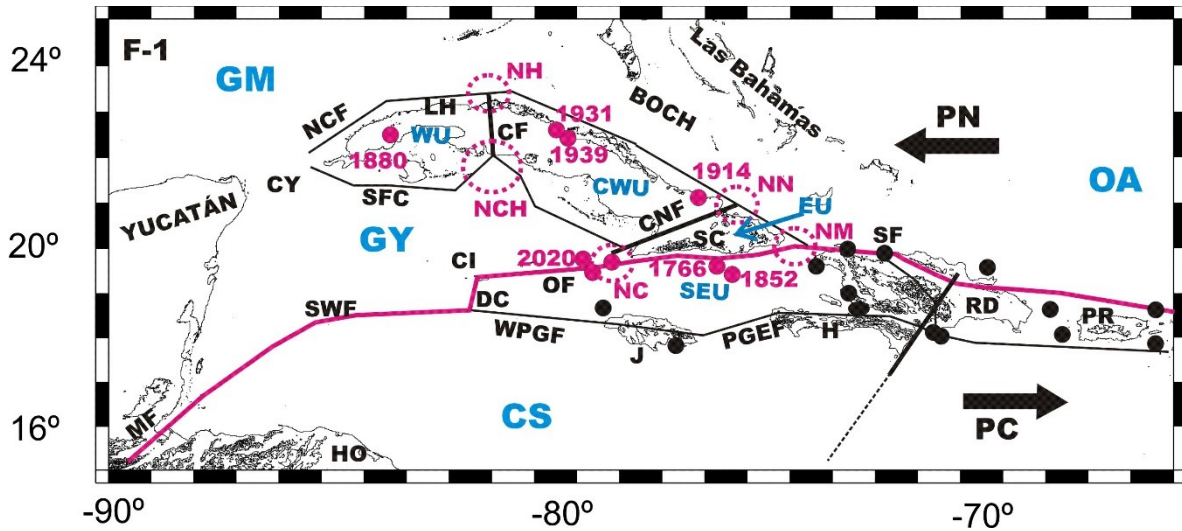 24º
20º
16º
F-1
GM
NH
Las Bahamas
BOCH
PN
NCF
LH
CF
1931
WU
1880
1939
1914
OA
CY
SFC
CWU
NN
EU
YUCATÁN
NCH
CNF
SC
GY
NM
SF
2020
1766
CI
OF
NC
SEU
1852
RD
SWF
DC
WPGF
PGEF
H
PR
J
MF
CS
PC
HO
-90º
-80º
-70º